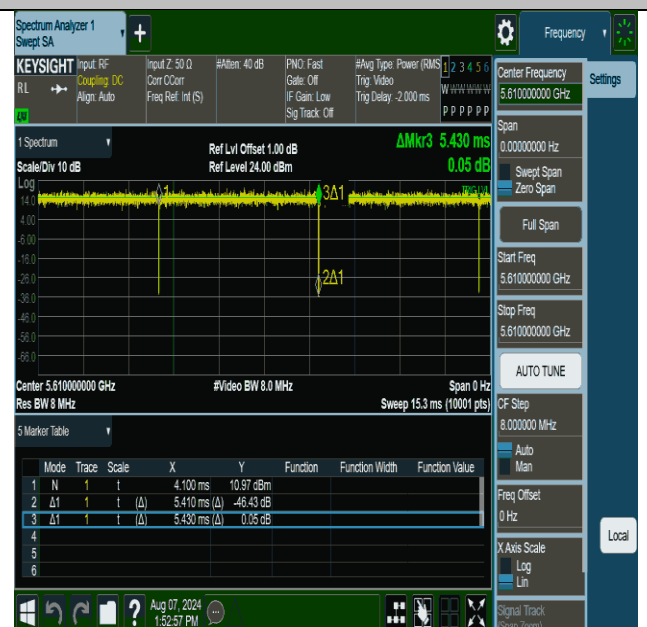 Spectrum Analyzer 1
Swept SA
Frequency
KEYSIGHT
RL
Input: RF
Coupling: DC
Align: Auto
Input Z: 50 Ω
Corr CCorr
Freq Ref: Int (S)
#Atten: 40 dB
PNO: Fast
Gate: Off
IF Gain: Low
Sig Track: Off
#Avg Type: Power (RMS
Trig: Video
Trig Delay: -2.000 ms
1 2 3 4 5 6
W W W W W W
P P P P P P
Center Frequency
5.610000000 GHz
Settings
Span
0.00000000 Hz
Swept Span
Zero Span
Full Span
Start Freq
5.610000000 GHz
Stop Freq
5.610000000 GHz
AUTO TUNE
CF Step
8.000000 MHz
Auto
Man
Freq Offset
0 Hz
X Axis Scale
Log
Lin
Signal Track
(Span Zoom)
Local
1 Spectrum
Scale/Div 10 dB
Log
Ref Lvl Offset 1.00 dB
Ref Level 24.00 dBm
ΔMkr3 5.430 ms
0.05 dB
14.0
4.00
-6.00
-16.0
-26.0
-36.0
-46.0
-56.0
-66.0
1
3Δ1
TRIG LVL
2Δ1
Center 5.610000000 GHz
Res BW 8 MHz
#Video BW 8.0 MHz
Span 0 Hz
Sweep 15.3 ms (10001 pts)
5 Marker Table
Mode Trace Scale X Y Function Function Width Function Value
1 N 1 t 4.100 ms 10.97 dBm
2 Δ1 1 t (Δ) 5.410 ms (Δ) -46.43 dB
3 Δ1 1 t (Δ) 5.430 ms (Δ) 0.05 dB
4
5
6
?
Aug 07, 2024
1:52:57 PM